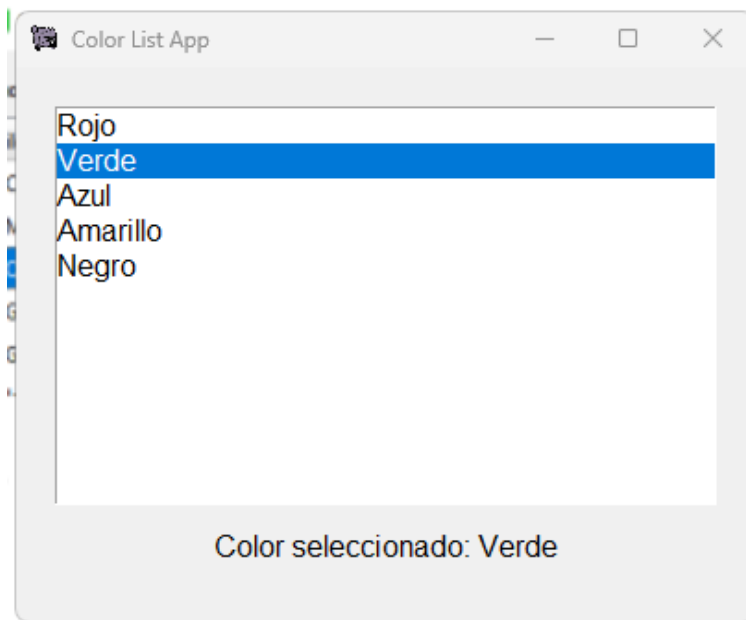 Color List App
Rojo
Verde
Azul
Amarillo
Negro
Color seleccionado: Verde